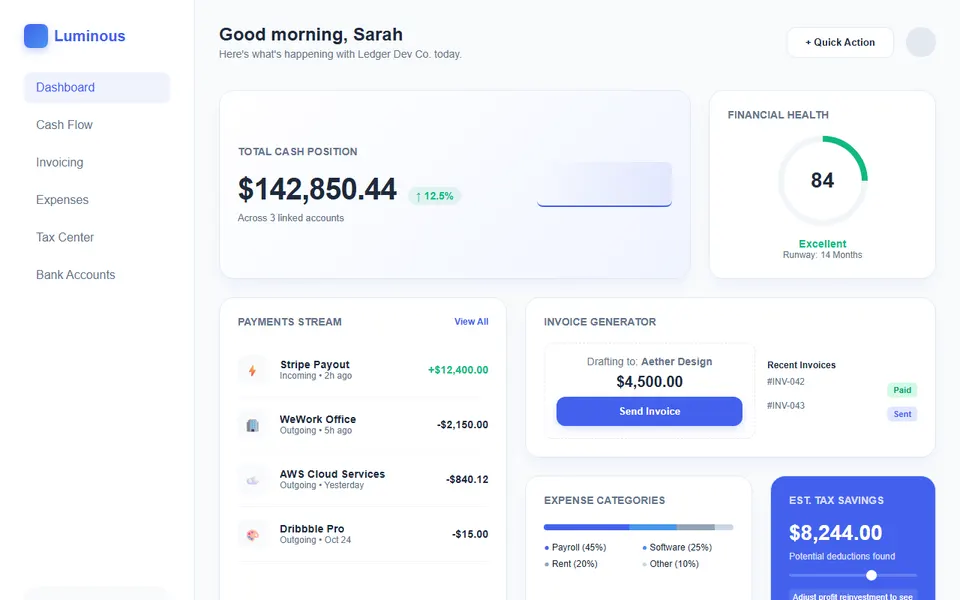 Luminous
Dashboard
Cash Flow
Invoicing
Expenses
Tax Center
Bank Accounts
Good morning, Sarah
Here's what's happening with Ledger Dev Co. today.
+ Quick Action
TOTAL CASH POSITION
$142,850.44
↑ 12.5%
Across 3 linked accounts
FINANCIAL HEALTH
84
Excellent
Runway: 14 Months
PAYMENTS STREAM
View All
Stripe Payout
Incoming • 2h ago
+$12,400.00
WeWork Office
Outgoing • 5h ago
-$2,150.00
AWS Cloud Services
Outgoing • Yesterday
-$840.12
Dribbble Pro
Outgoing • Oct 24
-$15.00
INVOICE GENERATOR
Drafting to: Aether Design
$4,500.00
Send Invoice
Recent Invoices
#INV-042
Paid
#INV-043
Sent
EXPENSE CATEGORIES
• Payroll (45%)
• Software (25%)
• Rent (20%)
• Other (10%)
EST. TAX SAVINGS
$8,244.00
Potential deductions found
Adjust profit reinvestment to see